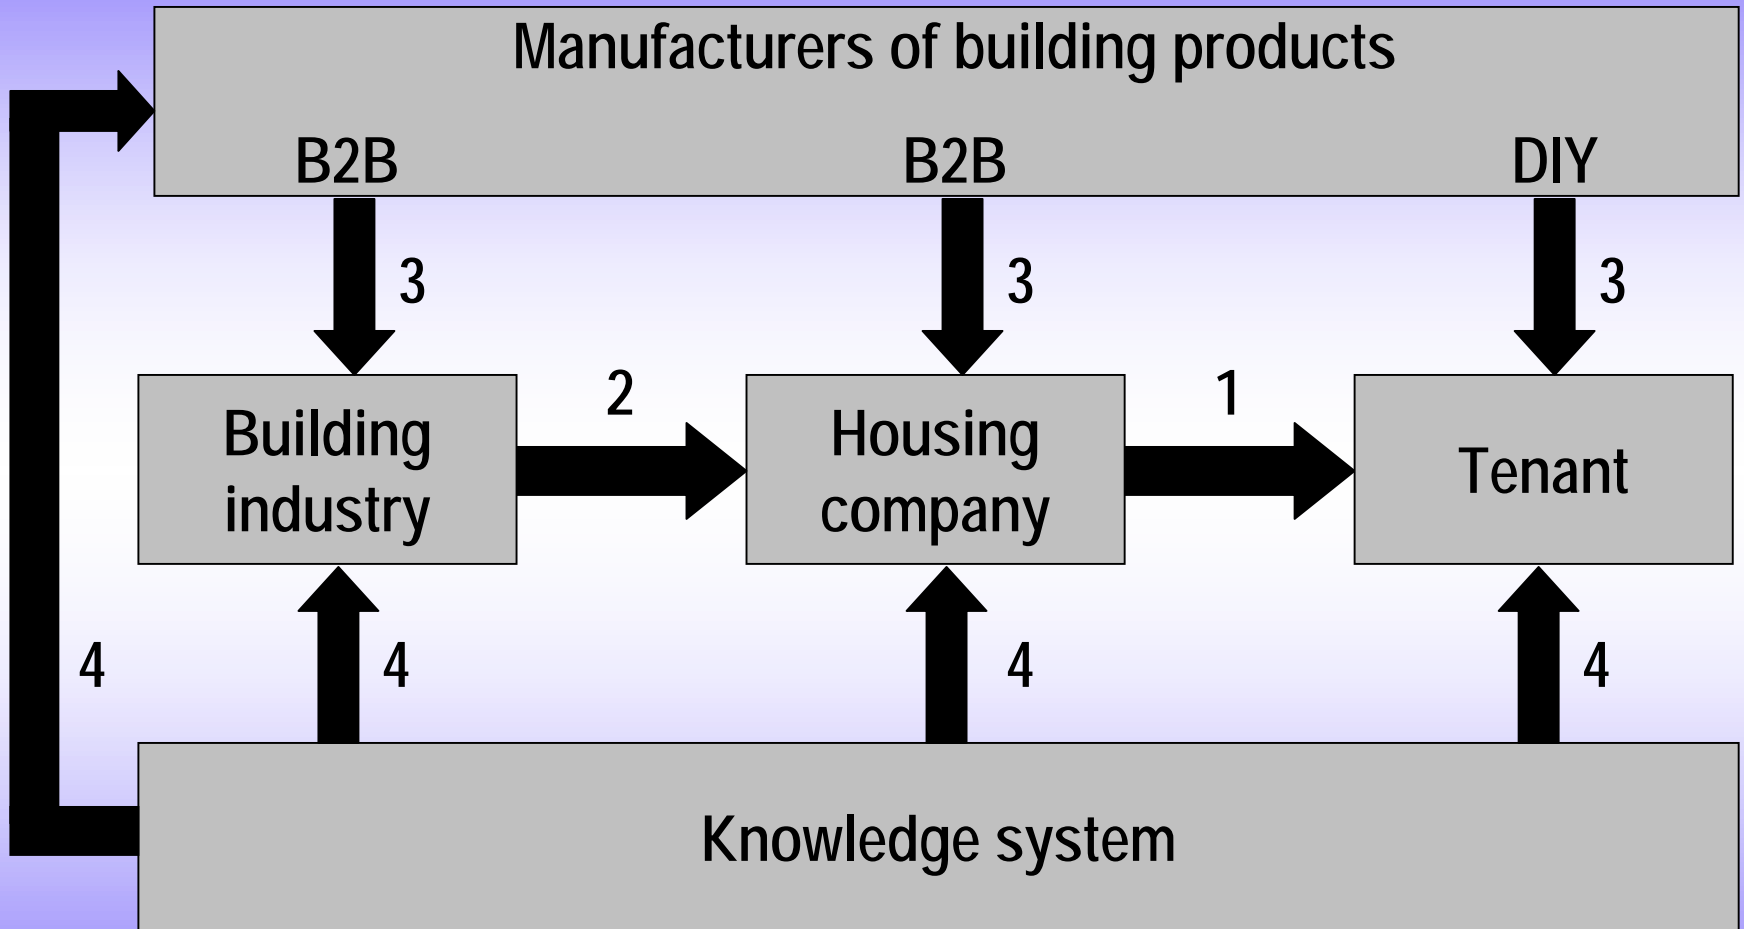 Manufacturers of building products
B2B B2B DIY
3 3 3
2 1
Building
industry
Housing
company
Tenant
4 4 4 4
Knowledge system